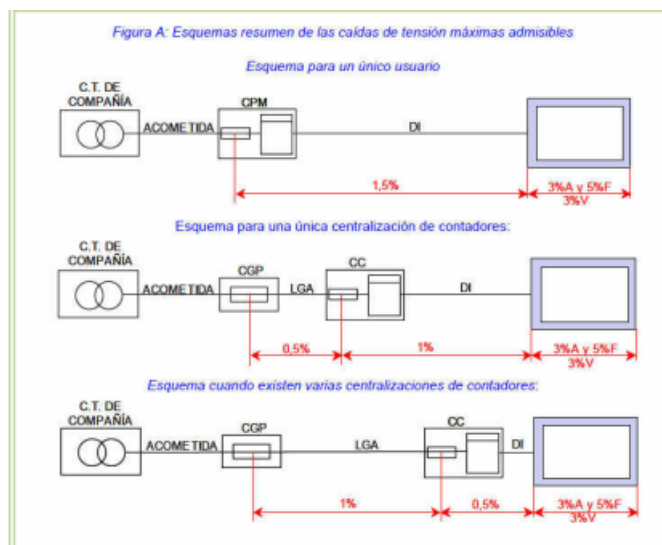 Figura A: Esquemas resumen de las caídas de tensión máximas admisibles
Esquema para un único usuario
C.T. DE
COMPAÑÍA
ACOMETIDA
CPM
DI
1,5%
3%A y 5%F
3%V
Esquema para una única centralización de contadores:
C.T. DE
COMPAÑÍA
ACOMETIDA
CGP
LGA
CC
DI
0,5%
1%
3%A y 5%F
3%V
Esquema cuando existen varias centralizaciones de contadores:
C.T. DE
COMPAÑÍA
ACOMETIDA
CGP
LGA
CC
DI
1%
0,5%
3%A y 5%F
3%V